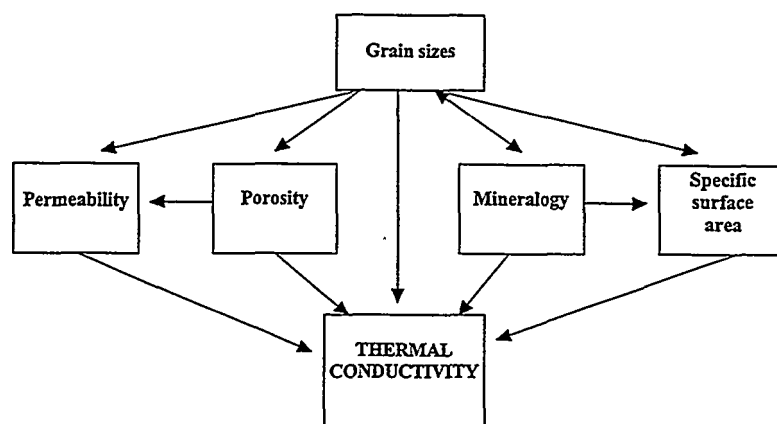 Grain sizes
Permeability
Porosity
Mineralogy
Specific
surface
area
THERMAL
CONDUCTIVITY